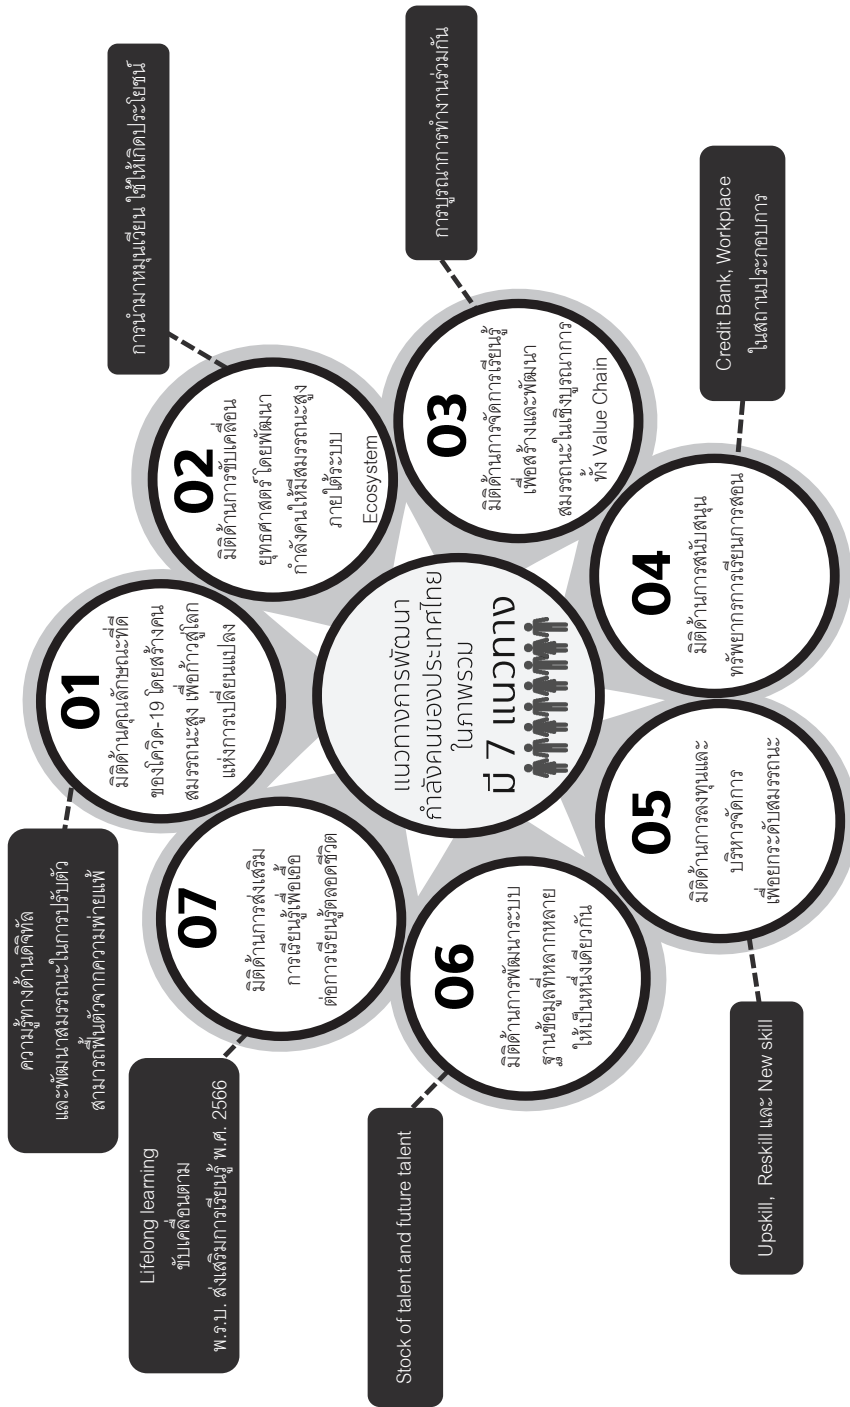 แนวทางการพัฒนา
กำลังคนของประเทศไทย
ในภาพรวม
มี 7 แนวทาง
01
มิติด้านคุณลักษณะที่ดี
ของโควิด-19 โดยสร้างคน
สมรรถนะสูง เพื่อก้าวสู่โลก
แห่งการเปลี่ยนแปลง
ความรู้ทางด้านดิจิทัล
และพัฒนาสมรรถนะในการปรับตัว
สามารถฟื้นตัวจากความพ่ายแพ้
02
มิติด้านการขับเคลื่อน
ยุทธศาสตร์ โดยพัฒนา
กำลังคนให้มีสมรรถนะสูง
ภายใต้ระบบ
Ecosystem
การนำมาหมุนเวียน ใช้ให้เกิดประโยชน์
03
มิติด้านการจัดการเรียนรู้
เพื่อสร้างและพัฒนา
สมรรถนะในเชิงบูรณาการ
ทั้ง Value Chain
การบูรณาการทำงานร่วมกัน
04
มิติด้านการสนับสนุน
ทรัพยากรการเรียนการสอน
Credit Bank, Workplace
ในสถานประกอบการ
05
มิติด้านการลงทุนและ
บริหารจัดการ
เพื่อยกระดับสมรรถนะ
Upskill, Reskill และ New skill
06
มิติด้านการพัฒนาระบบ
ฐานข้อมูลที่หลากหลาย
ให้เป็นหนึ่งเดียวกัน
Stock of talent and future talent
07
มิติด้านการส่งเสริม
การเรียนรู้เพื่อเอื้อ
ต่อการเรียนรู้ตลอดชีวิต
Lifelong learning
ขับเคลื่อนตาม
พ.ร.บ. ส่งเสริมการเรียนรู้ พ.ศ. 2566